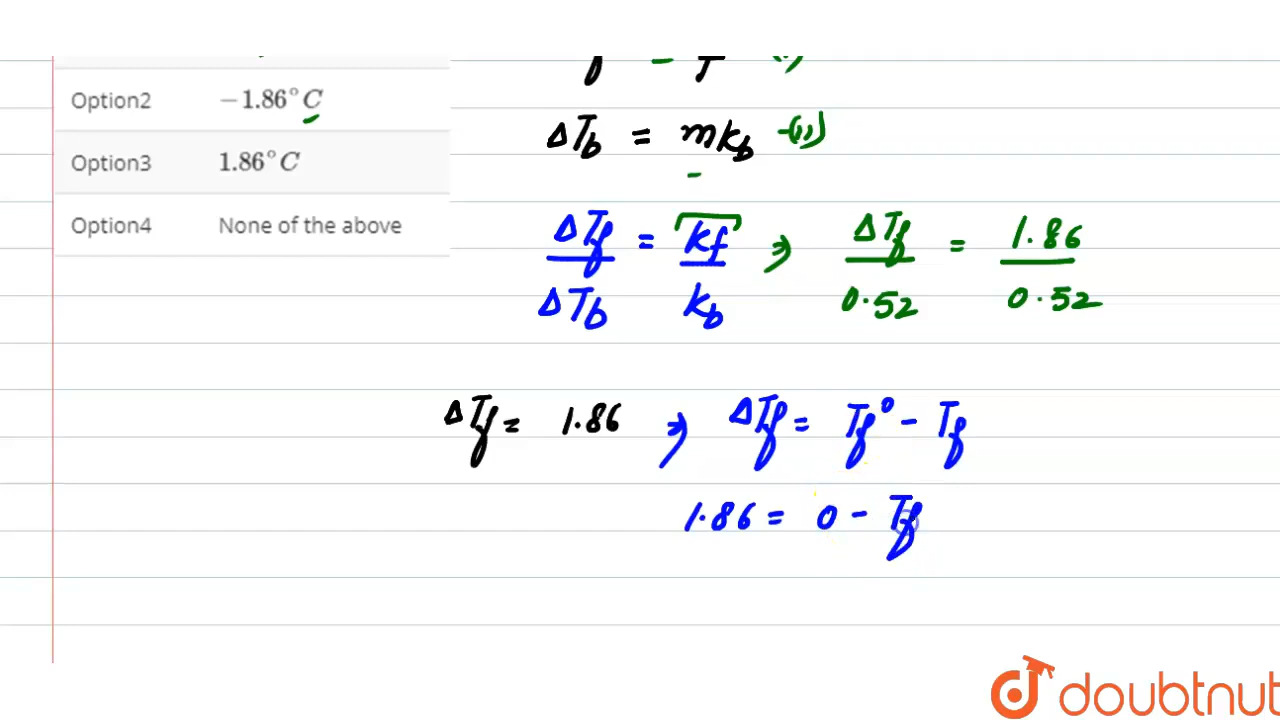 Option2 −1.86°C
ΔTb = mKb -(ii)
Option3 1.86°C
Option4 None of the above
ΔTf/ΔTb = Kf/Kb ⇒ ΔTf/0.52 = 1.86/0.52
ΔTf = 1.86 ⇒ ΔTf = Tf° − Tf
1.86 = 0 − Tf
doubtnut